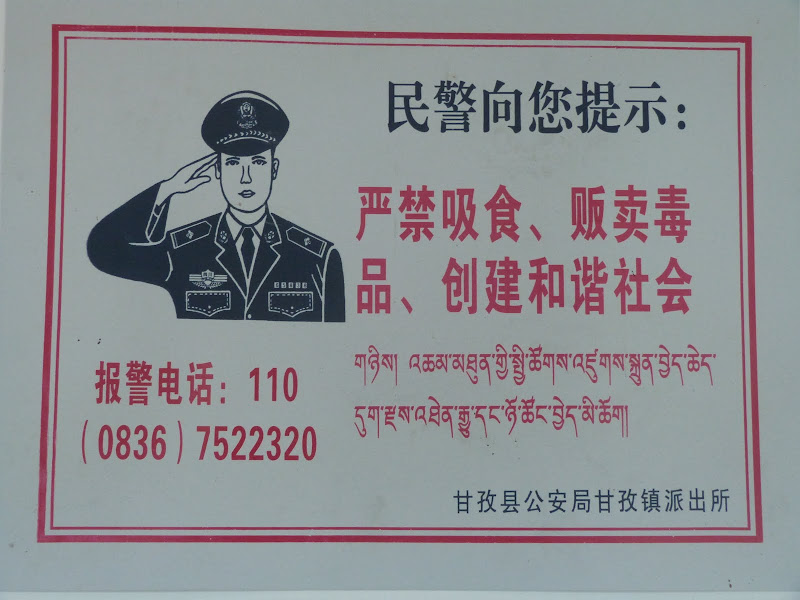 民警向您提示：
严禁吸食、贩卖毒
品、创建和谐社会
གཉིས། འཆམ་མཐུན་གྱི་སྤྱི་ཚོགས་འཛུགས་སྐྲུན་བྱེད་ཆེད་
དུག་རྫས་འཐེན་རྒྱུ་དང་ཉོ་ཚོང་བྱེད་མི་ཆོག།
报警电话：110
（0836）7522320
甘孜县公安局甘孜镇派出所